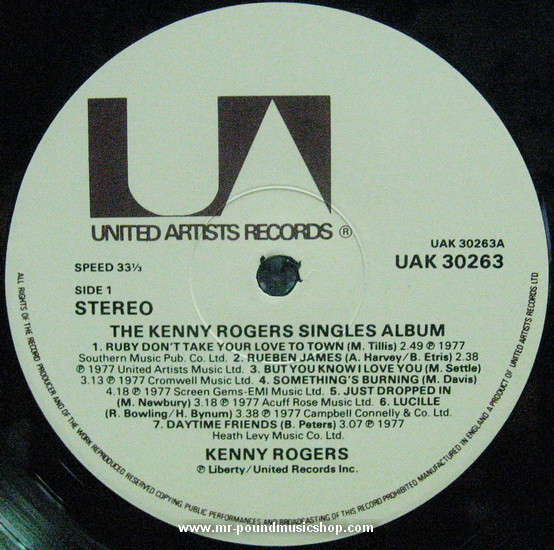 UA
UNITED ARTISTS RECORDS ®
UAK 30263A
SPEED 33⅓
UAK 30263
SIDE 1
STEREO
THE KENNY ROGERS SINGLES ALBUM
1. RUBY DON'T TAKE YOUR LOVE TO TOWN (M. Tillis) 2.49 ℗ 1977
Southern Music Pub. Co. Ltd. 2. RUEBEN JAMES (A. Harvey/B. Etris) 2.38
℗ 1977 United Artists Music Ltd. 3. BUT YOU KNOW I LOVE YOU (M. Settle)
3.13 ℗ 1977 Cromwell Music Ltd. 4. SOMETHING'S BURNING (M. Davis)
4.18 ℗ 1977 Screen Gems-EMI Music Ltd. 5. JUST DROPPED IN
(M. Newbury) 3.18 ℗ 1977 Acuff Rose Music Ltd. 6. LUCILLE
(R. Bowling/H. Bynum) 3.38 ℗ 1977 Campbell Connelly & Co. Ltd.
7. DAYTIME FRIENDS (B. Peters) 3.07 ℗ 1977
Heath Levy Music Co. Ltd.
KENNY ROGERS
℗ Liberty/United Records Inc.
ALL RIGHTS OF THE RECORD PRODUCER AND OF THE WORK REPRODUCED RESERVED COPYING, PUBLIC PERFORMANCES AND BROADCASTING OF THIS RECORD PROHIBITED MANUFACTURED IN ENGLAND A PRODUCT OF UNITED ARTISTS RECORDS LTD
www.mr-poundmusicshop.com